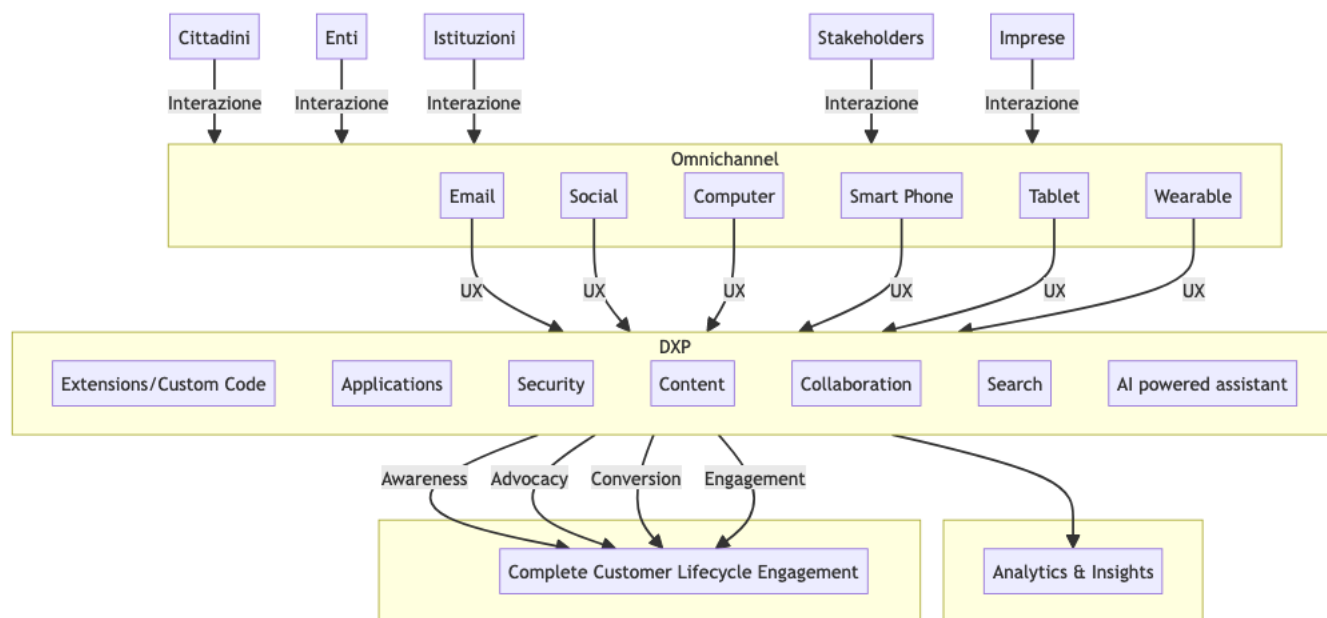 Cittadini
Enti
Istituzioni
Stakeholders
Imprese
Interazione
Interazione
Interazione
Interazione
Interazione
Omnichannel
Email
Social
Computer
Smart Phone
Tablet
Wearable
UX
UX
UX
UX
UX
UX
DXP
Extensions/Custom Code
Applications
Security
Content
Collaboration
Search
AI powered assistant
Awareness
Advocacy
Conversion
Engagement
Complete Customer Lifecycle Engagement
Analytics & Insights